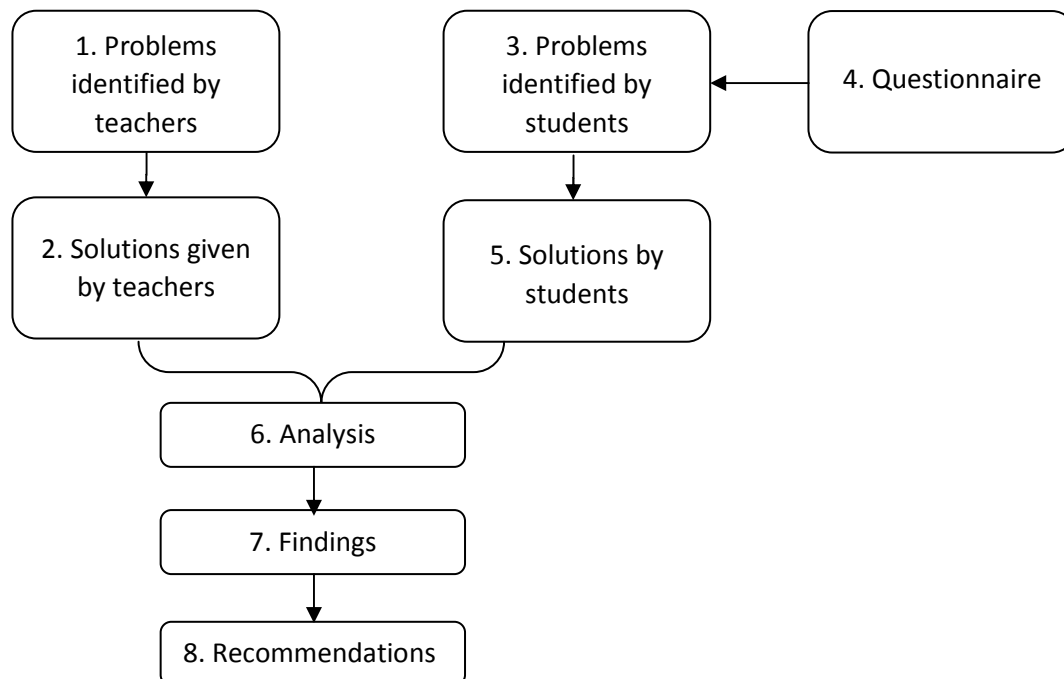 1. Problems
identified by
teachers
3. Problems
identified by
students
4. Questionnaire
2. Solutions given
by teachers
5. Solutions by
students
6. Analysis
7. Findings
8. Recommendations